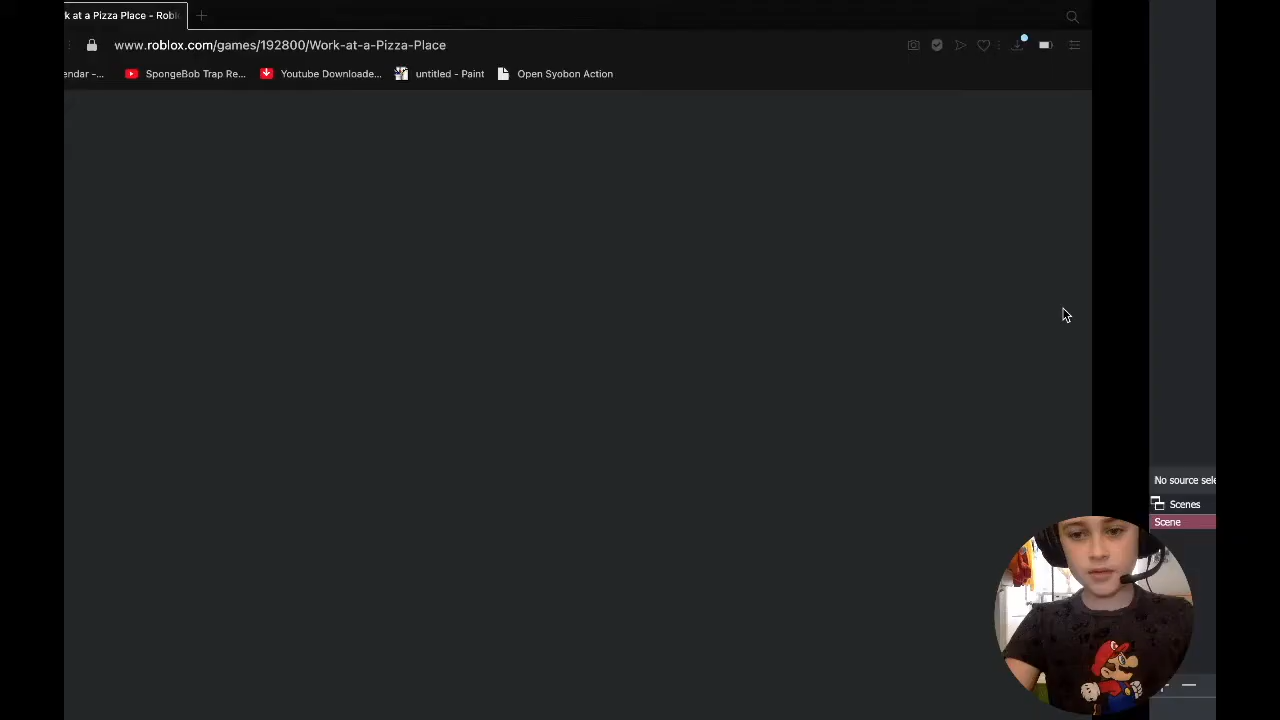 k at a Pizza Place - Robl
www.roblox.com/games/192800/Work-at-a-Pizza-Place
endar -... SpongeBob Trap Re... Youtube Downloade... untitled - Paint Open Syobon Action
No source sele
Scenes
Scene